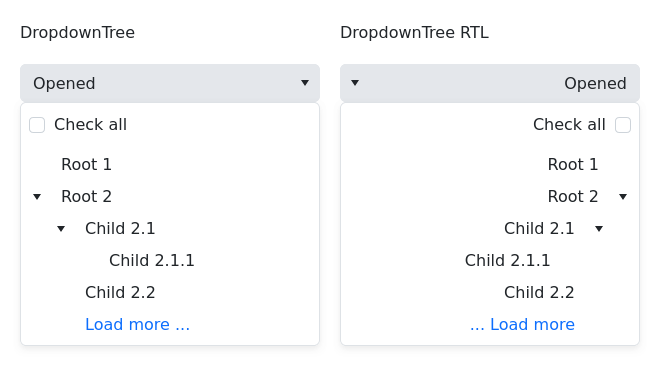 DropdownTree
Opened
Check all
Root 1
Root 2
Child 2.1
Child 2.1.1
Child 2.2
Load more ...
DropdownTree RTL
Opened
Check all
Root 1
Root 2
Child 2.1
Child 2.1.1
Child 2.2
... Load more